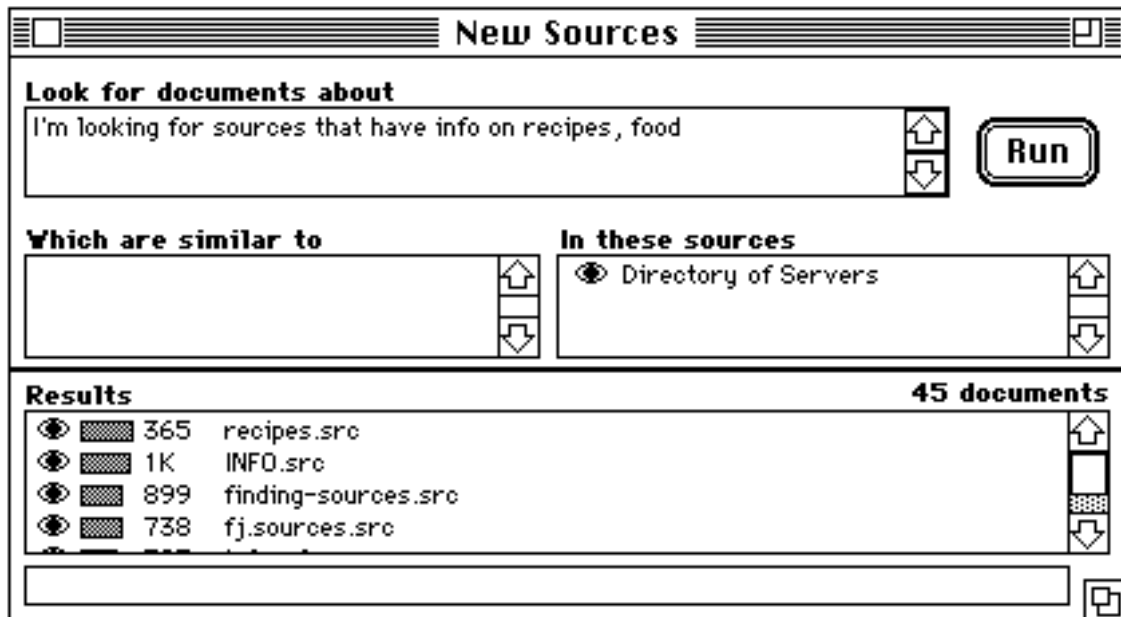 New Sources
Look for documents about
I'm looking for sources that have info on recipes, food
Run
Which are similar to
In these sources
Directory of Servers
Results
45 documents
365 recipes.src
1K INFO.src
899 finding-sources.src
738 fj.sources.src